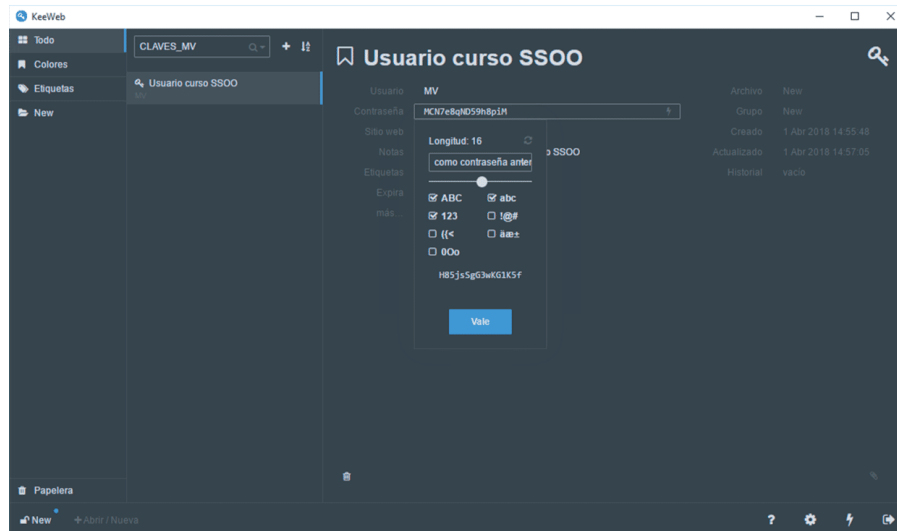 KeeWeb
Todo
Colores
Etiquetas
New
Papelera
New
+ Abrir / Nueva
CLAVES_MV
Usuario curso SSOO
MV
Usuario curso SSOO
Usuario MV
Contraseña MCN7e8qND59h8piM
Sitio web
Notas o SSOO
Etiquetas
Expira
más...
Longitud: 16
como contraseña anter
ABC abc
123 !@#
({< äæ±
0Oo
H85js5gG3wKG1K5f
Vale
Archivo New
Grupo New
Creado 1 Abr 2018 14:55:48
Actualizado 1 Abr 2018 14:57:05
Historial vacío